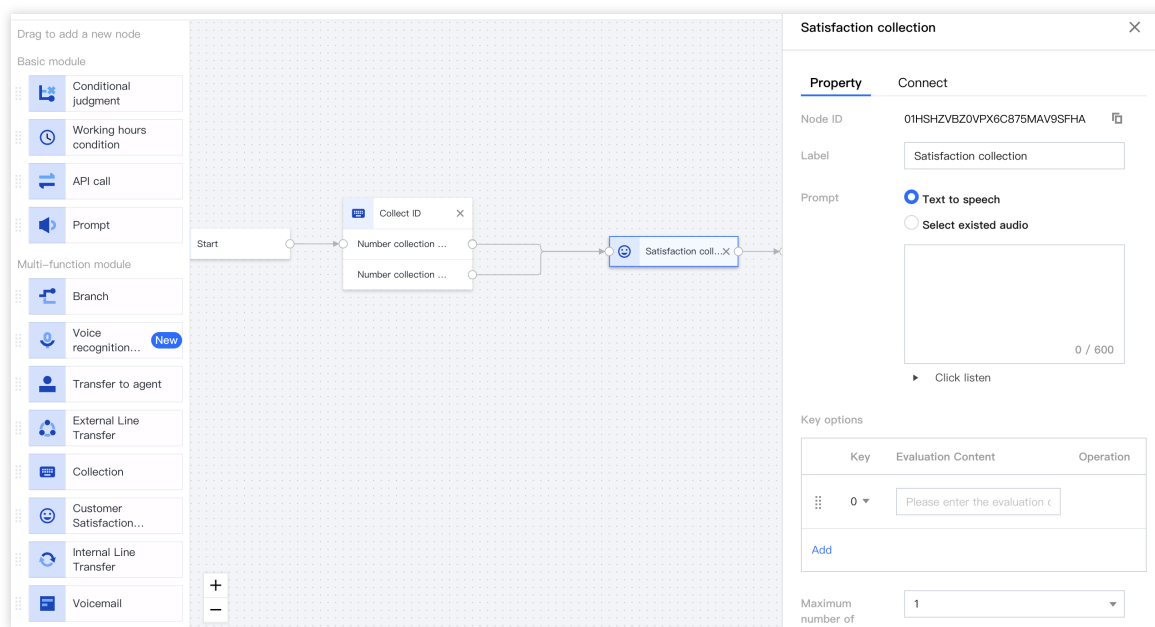 Drag to add a new node
Basic module
Conditional
judgment
Working hours
condition
API call
Prompt
Multi-function module
Branch
Voice
recognition...
New
Transfer to agent
External Line
Transfer
Collection
Customer
Satisfaction...
Internal Line
Transfer
Voicemail
Start
Collect ID
Number collection ...
Number collection ...
Satisfaction coll...
+
−
Satisfaction collection
Property
Connect
Node ID
01HSHZVBZ0VPX6C875MAV9SFHA
Label
Satisfaction collection
Prompt
Text to speech
Select existed audio
0 / 600
Click listen
Key options
Key
Evaluation Content
Operation
0
Please enter the evaluation c
Add
Maximum
number of
1